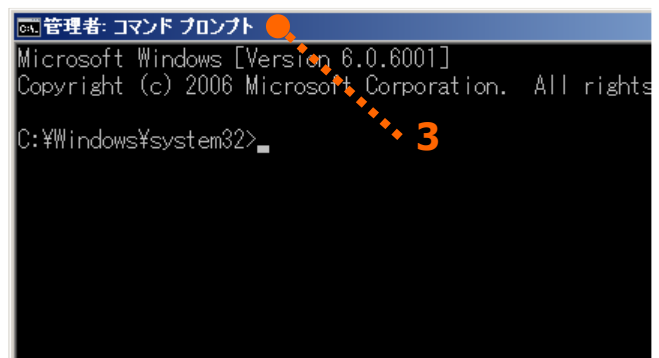 管理者: コマンド プロンプト
Microsoft Windows [Version 6.0.6001]
Copyright (c) 2006 Microsoft Corporation.  All rights
C:¥Windows¥system32>
3